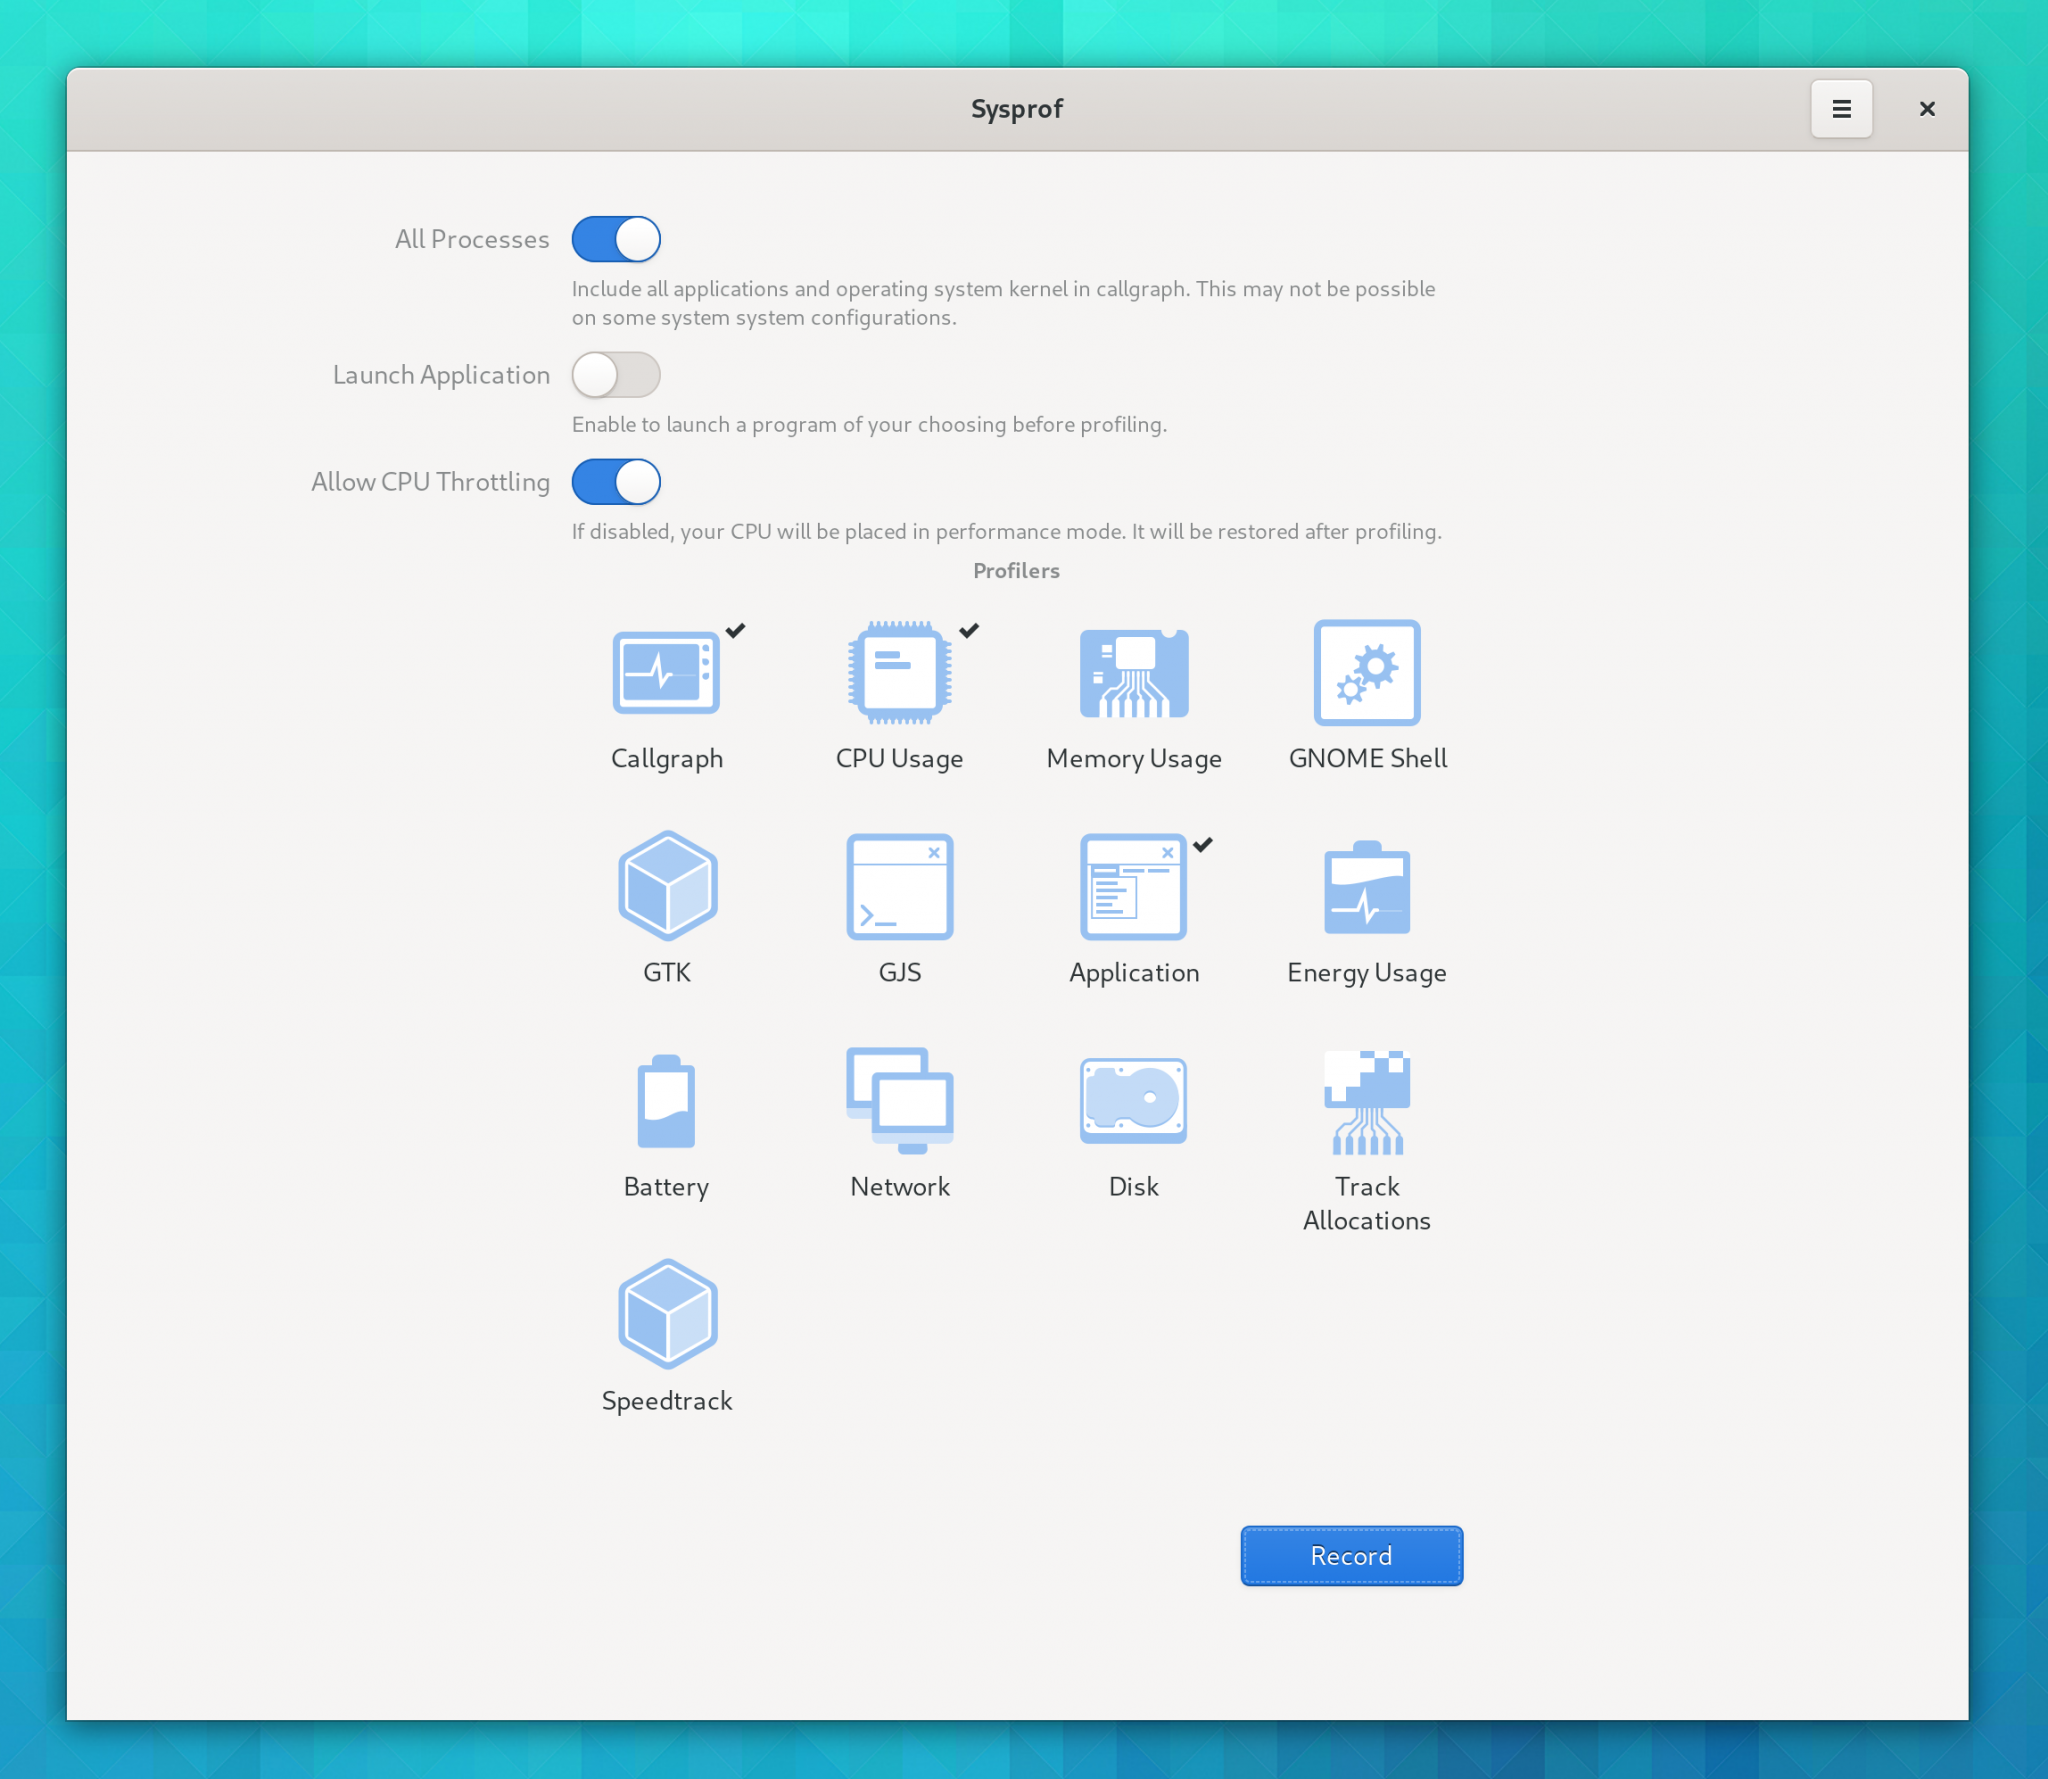 Sysprof
All Processes
Include all applications and operating system kernel in callgraph. This may not be possible
on some system system configurations.
Launch Application
Enable to launch a program of your choosing before profiling.
Allow CPU Throttling
If disabled, your CPU will be placed in performance mode. It will be restored after profiling.
Profilers
Callgraph
CPU Usage
Memory Usage
GNOME Shell
GTK
GJS
Application
Energy Usage
Battery
Network
Disk
Track
Allocations
Speedtrack
Record